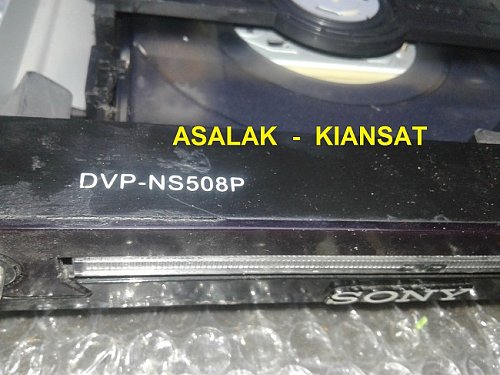 ASALAK - KIANSAT
DVP-NS508P
SONY